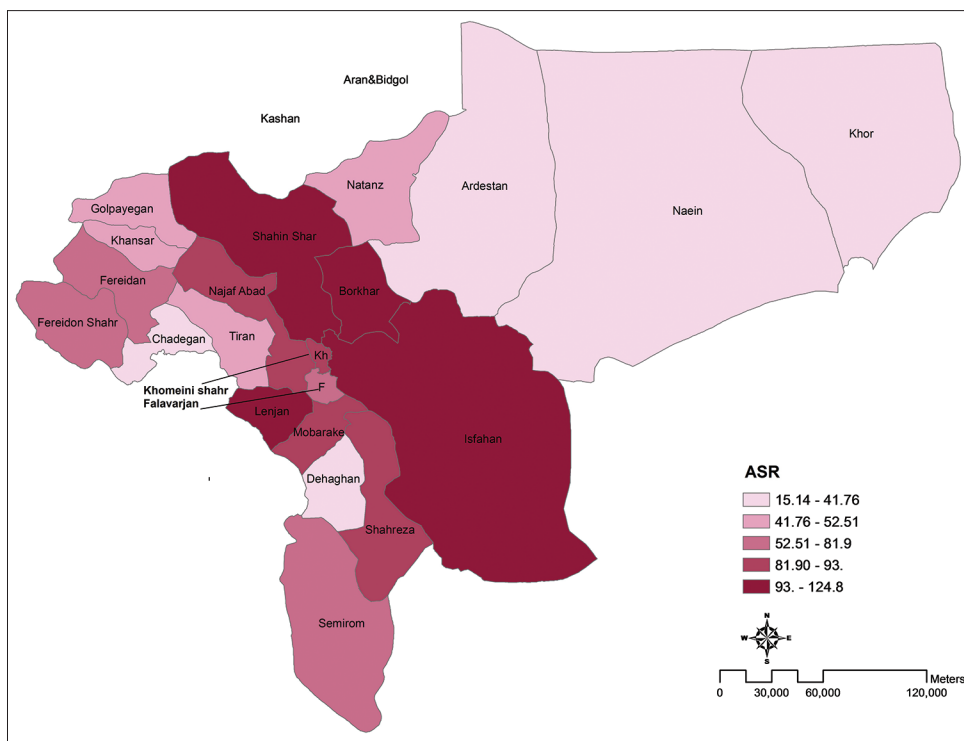 Aran&Bidgol
Kashan
Khor
Natanz
Ardestan
Golpayegan
Naein
Khansar
Shahin Shar
Fereidan
Najaf Abad
Borkhar
Fereidon Shahr
Chadegan
Tiran
Kh
Khomeini shahr
F
Falavarjan
Lenjan
Mobarake
Isfahan
Dehaghan
Shahreza
Semirom
ASR
15.14 - 41.76
41.76 - 52.51
52.51 - 81.9
81.90 - 93.
93. - 124.8
N
W E
S
Meters
0 30,000 60,000 120,000